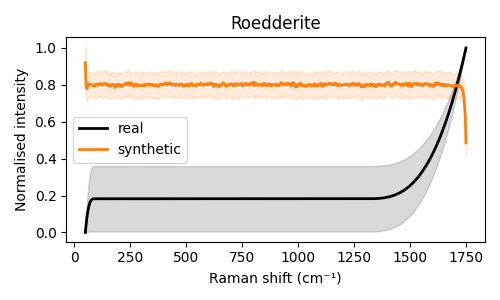 Roedderite
Normalised intensity
1.0
0.8
0.6
0.4
0.2
0.0
real
synthetic
0 250 500 750 1000 1250 1500 1750
Raman shift (cm⁻¹)